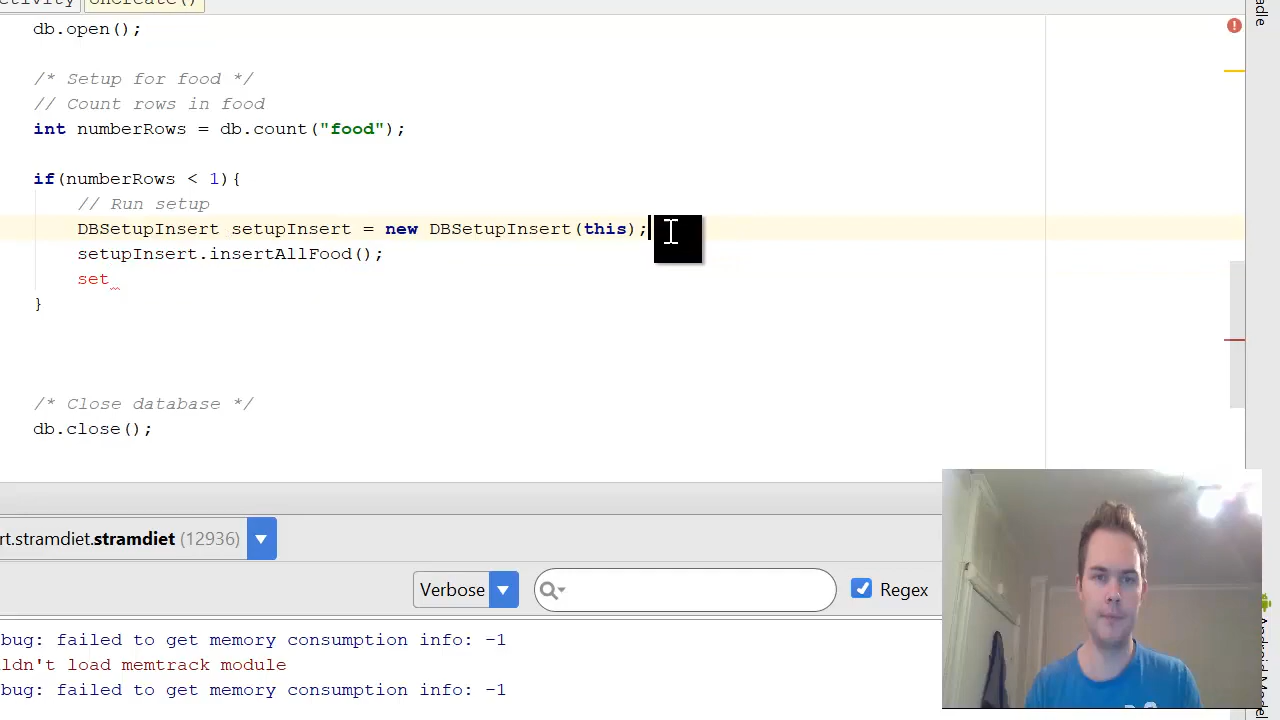 onCreate()
db.open();
/* Setup for food */
// Count rows in food
int numberRows = db.count("food");
if(numberRows < 1){
// Run setup
DBSetupInsert setupInsert = new DBSetupInsert(this);
setupInsert.insertAllFood();
set
}
/* Close database */
db.close();
rt.stramdiet.stramdiet (12936)
Verbose
Regex
bug: failed to get memory consumption info: -1
ldn't load memtrack module
bug: failed to get memory consumption info: -1
Android Model